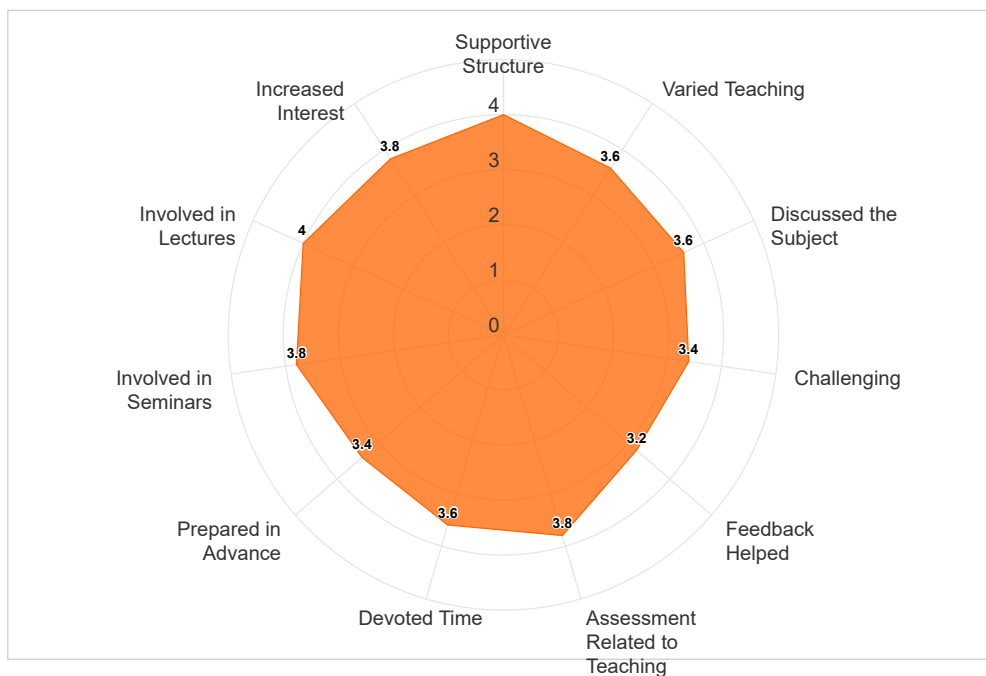 Supportive
Structure
Increased
Interest
Varied Teaching
4
3.8
3.6
3
Involved in
Lectures
Discussed the
Subject
4
2
3.6
1
0
3.8
3.4
Involved in
Seminars
Challenging
3.4
3.2
Prepared in
Advance
3.6
3.8
Feedback
Helped
Devoted Time
Assessment
Related to
Teaching